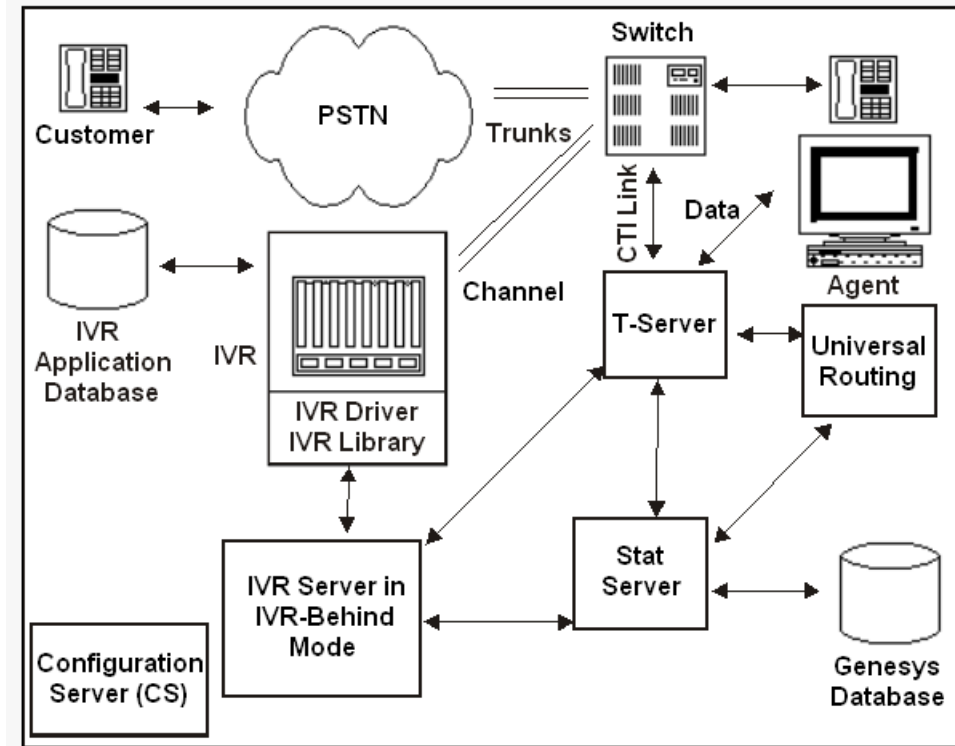 Switch
PSTN
Customer
Trunks
CTI Link
Data
Channel
Agent
IVR
Application
Database
IVR
IVR Driver
IVR Library
T-Server
Universal
Routing
IVR Server in
IVR-Behind
Mode
Stat
Server
Configuration
Server (CS)
Genesys
Database